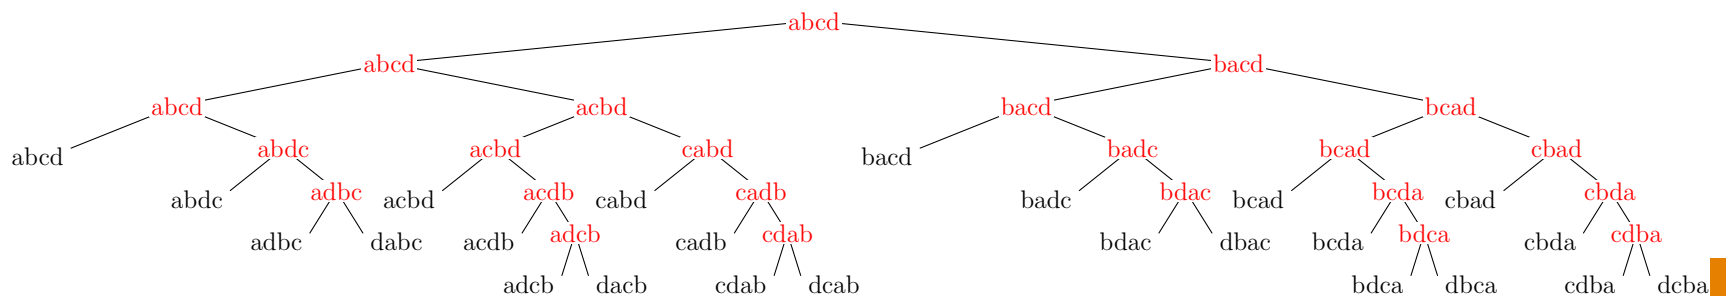 abcd
abcd bacd
abcd acbd bacd bcad
abcd abdc acbd cabd bacd badc bcad cbad
abdc adbc acbd acdb cabd cadb badc bdac bcad bcda cbad cbda
adbc dabc acdb adcb cadb cdab bdac dbac bcda bdca cbda cdba
adcb dacb cdab dcab bdca dbca cdba dcba